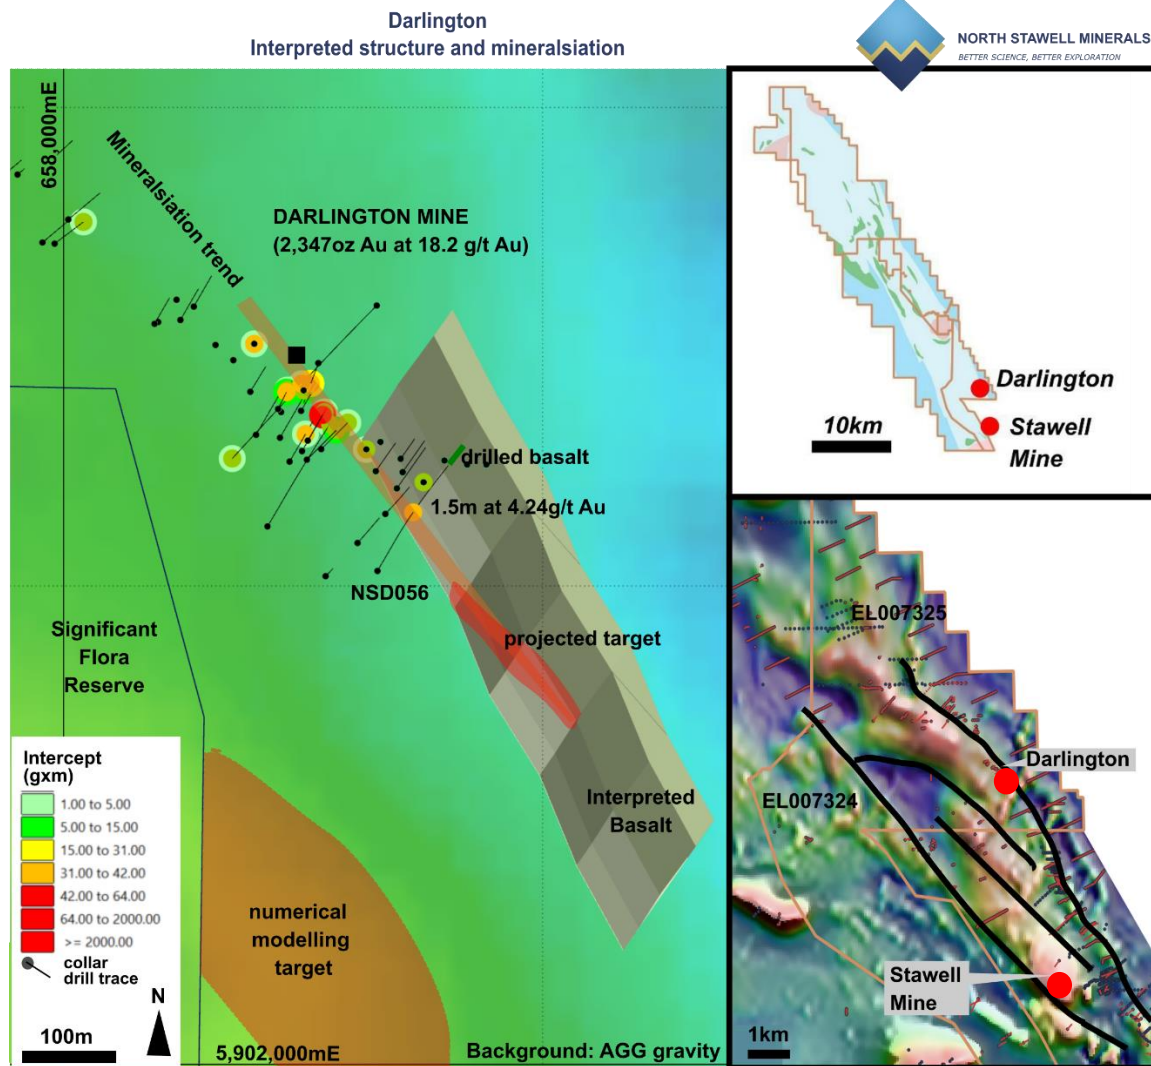 Darlington
Interpreted structure and mineralsiation
NORTH STAWELL MINERALS
BETTER SCIENCE, BETTER EXPLORATION
658,000mE
Mineralsiation trend
DARLINGTON MINE
(2,347oz Au at 18.2 g/t Au)
drilled basalt
1.5m at 4.24g/t Au
NSD056
projected target
Significant
Flora
Reserve
Interpreted
Basalt
numerical
modelling
target
Intercept
(gxm)
1.00 to 5.00
5.00 to 15.00
15.00 to 31.00
31.00 to 42.00
42.00 to 64.00
64.00 to 2000.00
>= 2000.00
collar
drill trace
N
100m
5,902,000mE
Background: AGG gravity
Darlington
10km
Stawell
Mine
EL007325
Darlington
EL007324
Stawell
Mine
1km